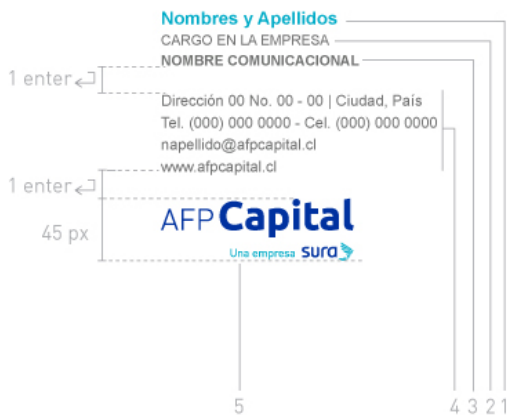 Nombres y Apellidos
CARGO EN LA EMPRESA
NOMBRE COMUNICACIONAL
1 enter
Dirección 00 No. 00 - 00 | Ciudad, País
Tel. (000) 000 0000 - Cel. (000) 000 0000
napellido@afpcapital.cl
www.afpcapital.cl
1 enter
45 px
AFP Capital
Una empresa sura
5 4 3 2 1